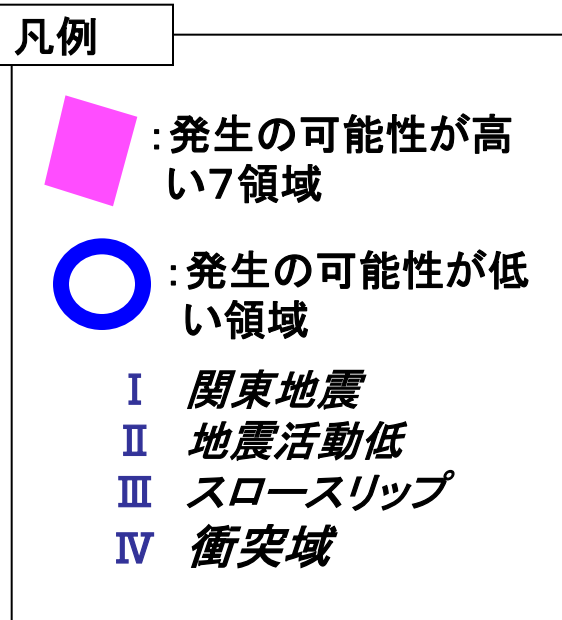 凡例
:発生の可能性が高
い7領域
:発生の可能性が低
い領域
Ⅰ 関東地震
Ⅱ 地震活動低
Ⅲ スロースリップ
Ⅳ 衝突域